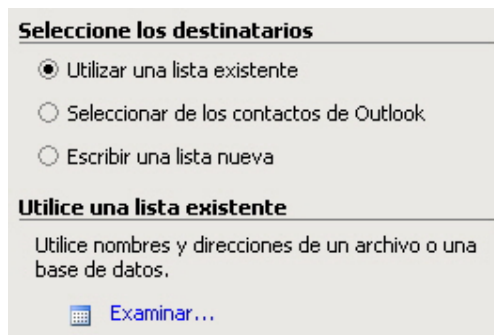 Seleccione los destinatarios
Utilizar una lista existente
Seleccionar de los contactos de Outlook
Escribir una lista nueva
Utilice una lista existente
Utilice nombres y direcciones de un archivo o una
base de datos.
Examinar...